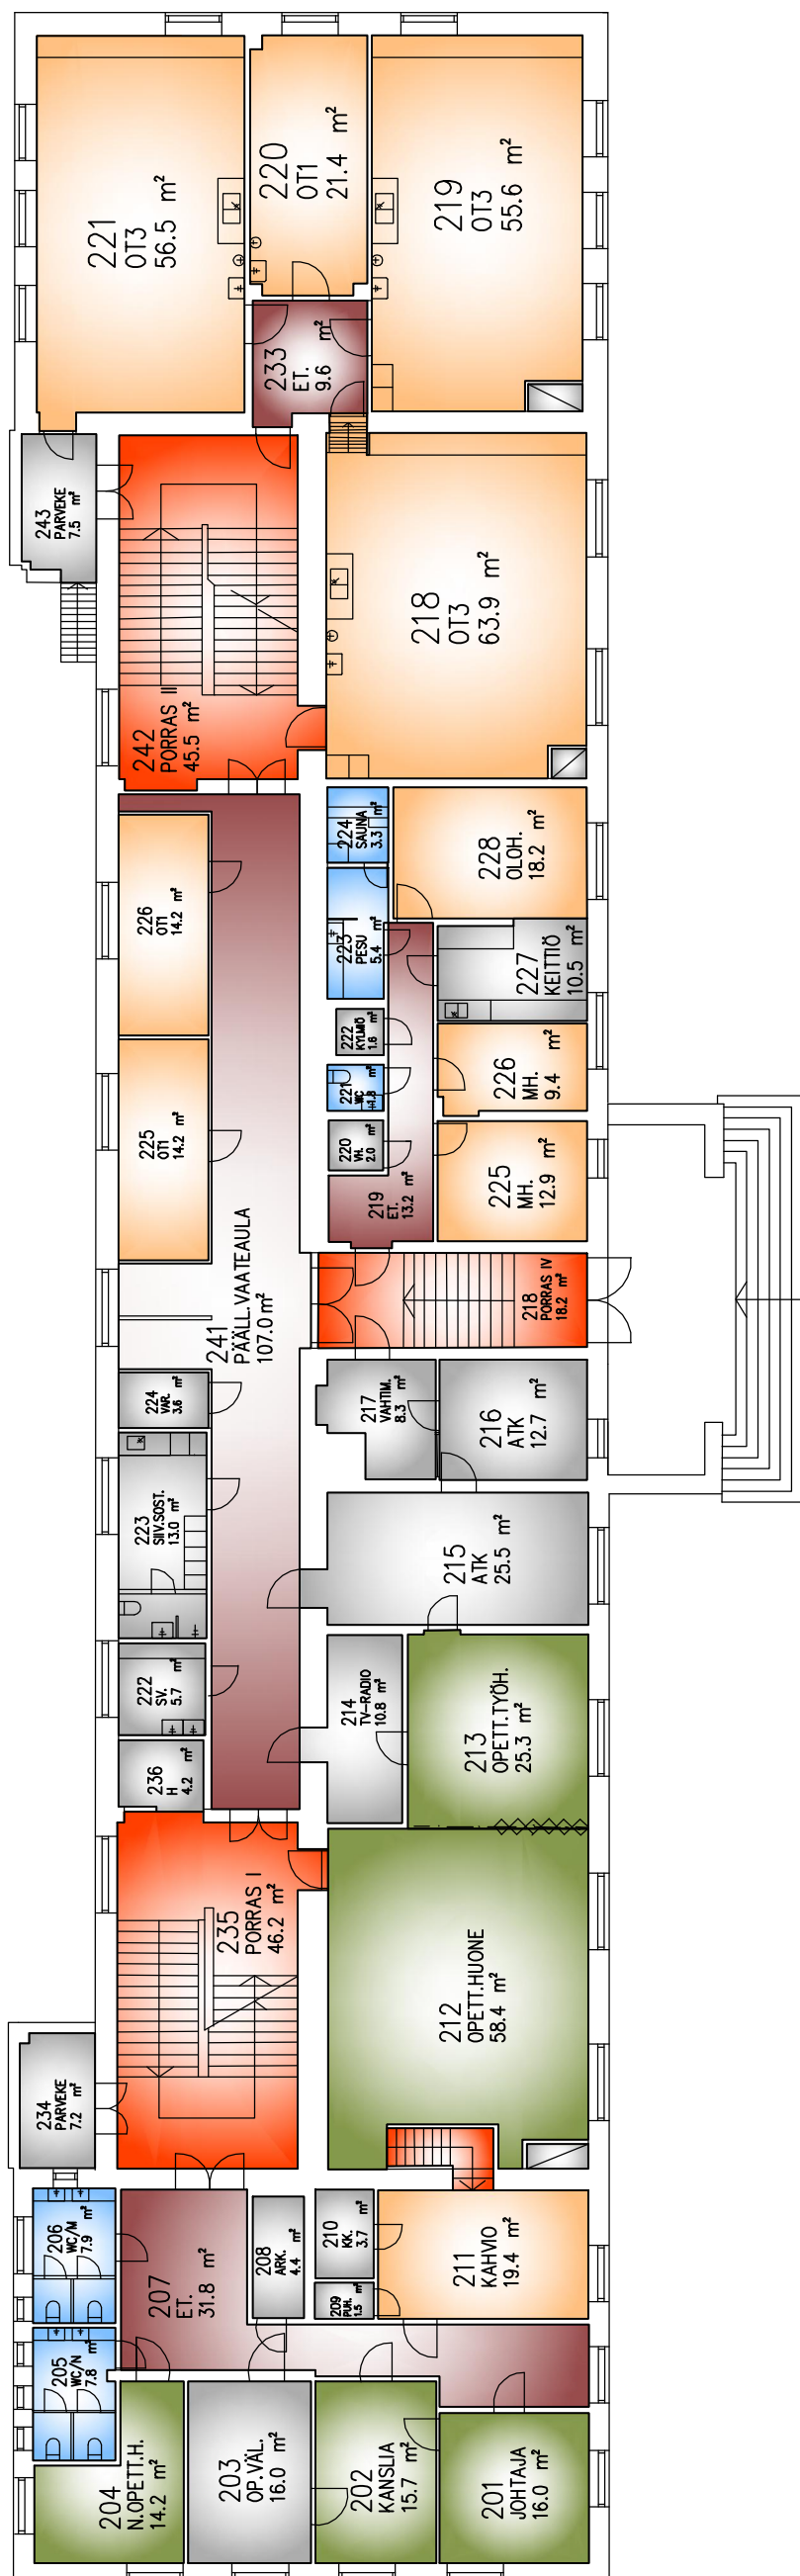 221
OT3
56.5 m²
220
OT1
21.4 m²
219
OT3
55.6 m²
233
ET.
9.6 m²
243
PARVEKE
7.5 m²
218
OT3
63.9 m²
242
PORRAS II
45.5 m²
224
SAUNA
3.3 m²
228
OLOH.
18.2 m²
226
OT1
14.2 m²
223
PESU
5.4 m²
227
KEITTIÖ
10.5 m²
222
KYLMIÖ
1.6 m²
226
MH.
9.4 m²
221
WC
1.8 m²
225
OT1
14.2 m²
220
VH.
2.0 m²
225
MH.
12.9 m²
219
ET.
13.2 m²
241
PÄÄLL.VAATEAULA
107.0 m²
218
PORRAS IV
18.2 m²
224
VAR.
3.6 m²
217
VAHTIM.
8.3 m²
216
ATK
12.7 m²
223
SIIV.SOST.
13.0 m²
215
ATK
25.5 m²
222
SV.
5.7 m²
214
TV-RADIO
10.8 m²
213
OPETT.TYÖH.
25.3 m²
236
H
4.2 m²
235
PORRAS I
46.2 m²
212
OPETT.HUONE
58.4 m²
234
PARVEKE
7.2 m²
206
WC/M
7.9 m²
207
ET.
31.8 m²
208
ARK.
4.4 m²
210
KK.
3.7 m²
211
KAHVIO
19.4 m²
209
PUH.
1.5 m²
205
WC/N
7.8 m²
204
N.OPETT.H.
14.2 m²
203
OP.VÄL.
16.0 m²
202
KANSLIA
15.7 m²
201
JOHTAJA
16.0 m²